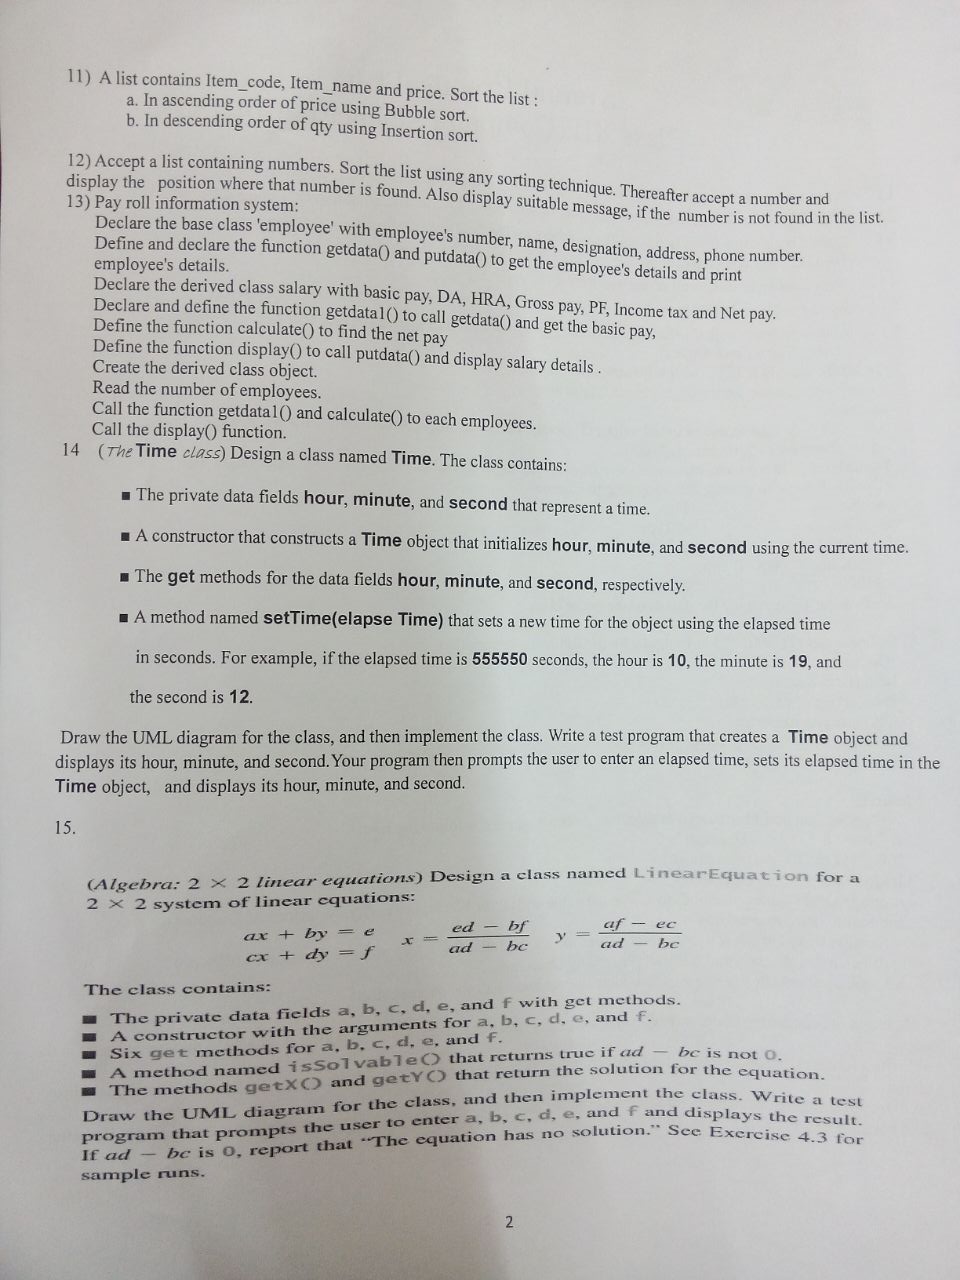 11) A list contains Item_code, Item_name and price. Sort the list :
a. In ascending order of price using Bubble sort.
b. In descending order of qty using Insertion sort.
12) Accept a list containing numbers. Sort the list using any sorting technique. Thereafter accept a number and
display the position where that number is found. Also display suitable message, if the number is not found in the list.
13) Pay roll information system:
Declare the base class 'employee' with employee's number, name, designation, address, phone number.
Define and declare the function getdata() and putdata() to get the employee's details and print
employee's details.
Declare the derived class salary with basic pay, DA, HRA, Gross pay, PF, Income tax and Net pay.
Declare and define the function getdata1() to call getdata() and get the basic pay,
Define the function calculate() to find the net pay
Define the function display() to call putdata() and display salary details .
Create the derived class object.
Read the number of employees.
Call the function getdata1() and calculate() to each employees.
Call the display() function.
14 (The Time class) Design a class named Time. The class contains:
■ The private data fields hour, minute, and second that represent a time.
■ A constructor that constructs a Time object that initializes hour, minute, and second using the current time.
■ The get methods for the data fields hour, minute, and second, respectively.
■ A method named setTime(elapse Time) that sets a new time for the object using the elapsed time
in seconds. For example, if the elapsed time is 555550 seconds, the hour is 10, the minute is 19, and
the second is 12.
Draw the UML diagram for the class, and then implement the class. Write a test program that creates a Time object and
displays its hour, minute, and second. Your program then prompts the user to enter an elapsed time, sets its elapsed time in the
Time object, and displays its hour, minute, and second.
15.
(Algebra: 2 × 2 linear equations) Design a class named LinearEquation for a
2 × 2 system of linear equations:
ax + by = e
cx + dy = f
x = (ed − bf) / (ad − bc) y = (af − ec) / (ad − bc)
The class contains:
■ The private data fields a, b, c, d, e, and f with get methods.
■ A constructor with the arguments for a, b, c, d, e, and f.
■ Six get methods for a, b, c, d, e, and f.
■ A method named isSolvable() that returns true if ad − bc is not 0.
■ The methods getX() and getY() that return the solution for the equation.
Draw the UML diagram for the class, and then implement the class. Write a test
program that prompts the user to enter a, b, c, d, e, and f and displays the result.
If ad − bc is 0, report that "The equation has no solution." See Exercise 4.3 for
sample runs.
2